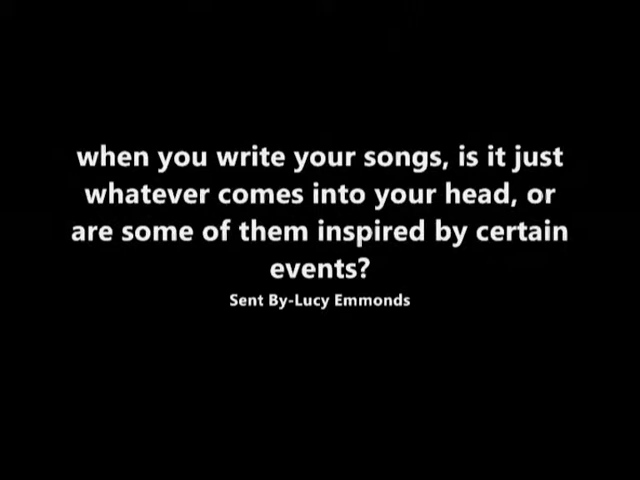 when you write your songs, is it just
whatever comes into your head, or
are some of them inspired by certain
events?
Sent By-Lucy Emmonds